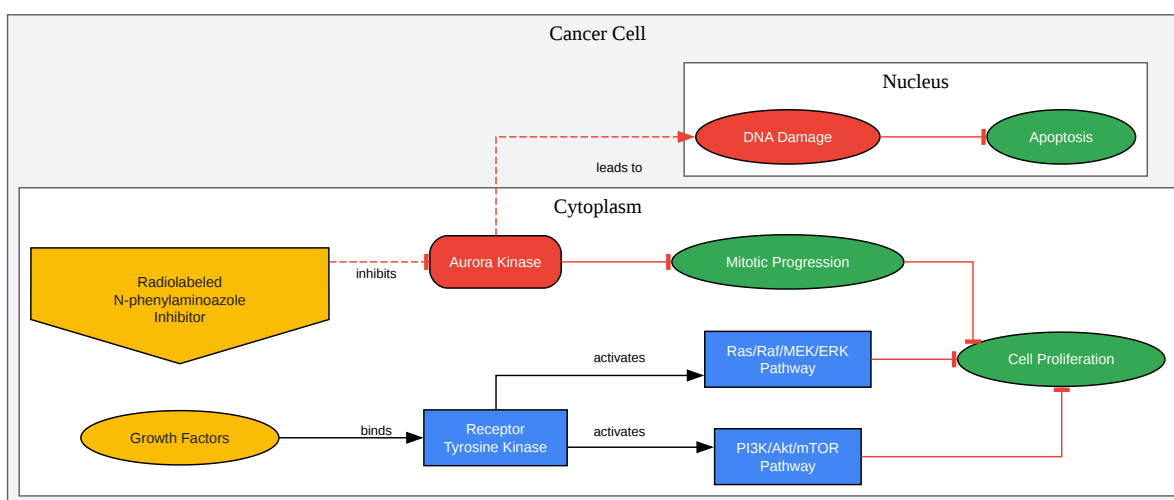 Cancer Cell
Nucleus
DNA Damage
Apoptosis
leads to
Cytoplasm
Radiolabeled
N-phenylaminoazole
Inhibitor
inhibits
Aurora Kinase
Mitotic Progression
activates
Ras/Raf/MEK/ERK
Pathway
Cell Proliferation
Growth Factors
binds
Receptor
Tyrosine Kinase
activates
PI3K/Akt/mTOR
Pathway